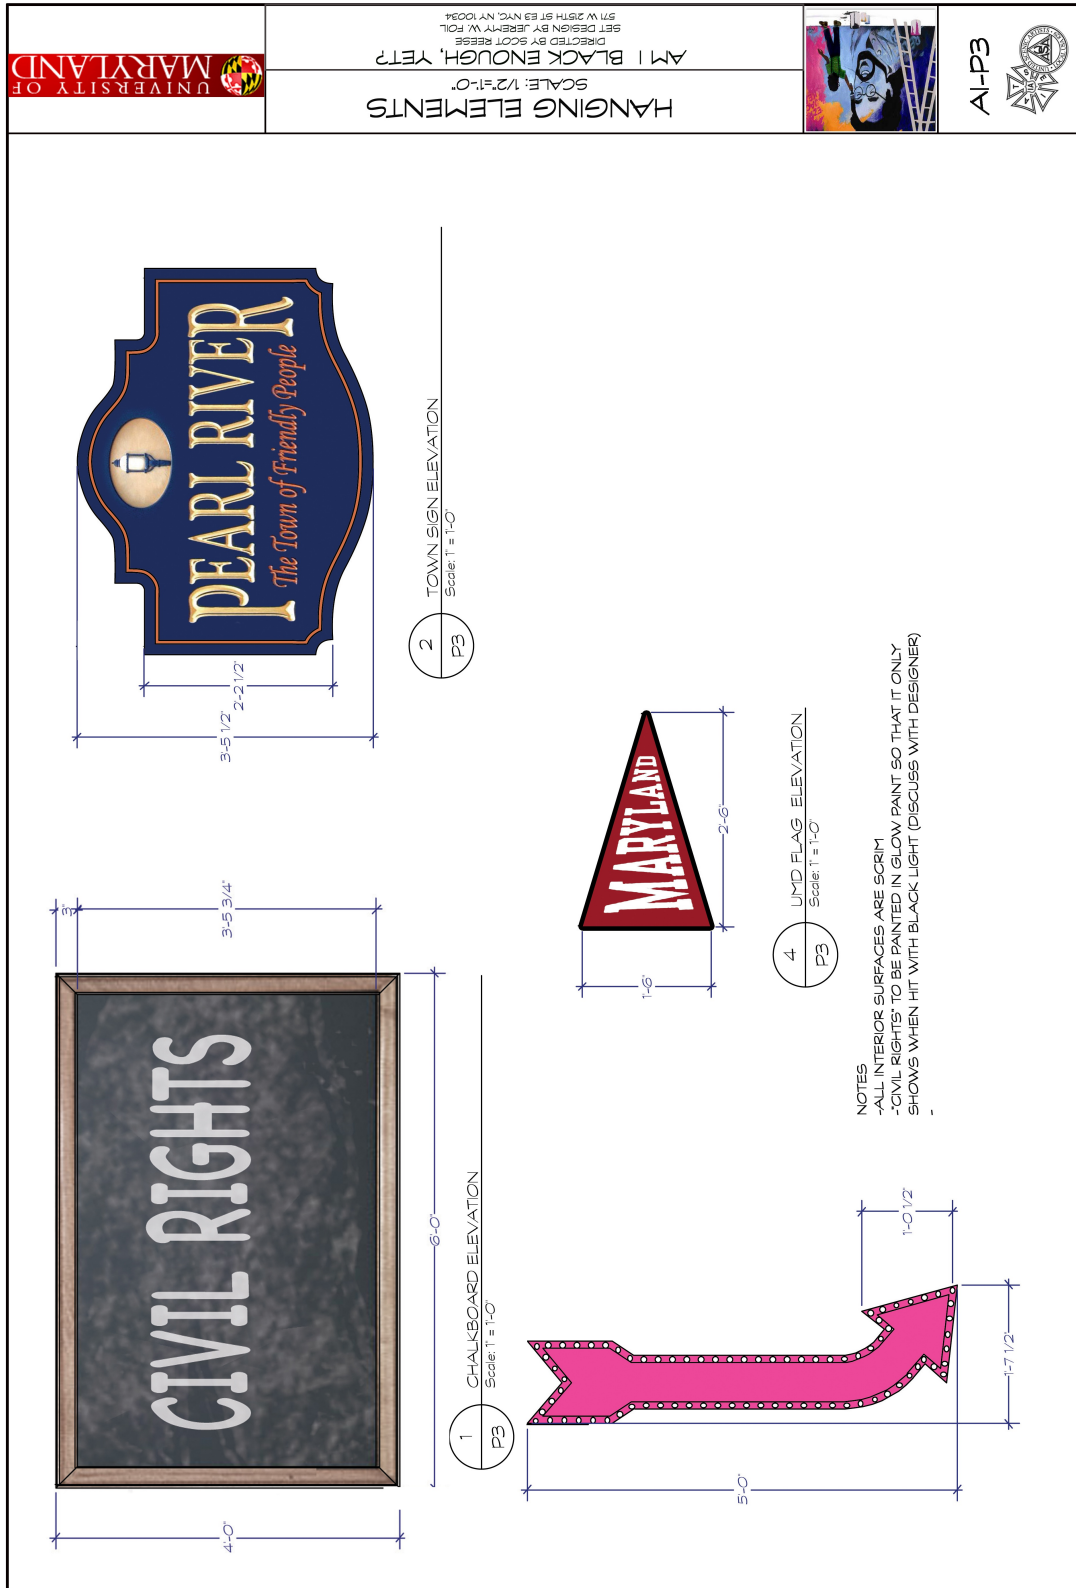 UNIVERSITY OF
MARYLAND
HANGING ELEMENTS
SCALE: 1/2"=1'-0"
AM I BLACK ENOUGH, YET?
DIRECTED BY SCOT REESE
SET DESIGN BY JEREMY W. FOIL
571 W 215TH ST E3 NYC, NY 10034
A1-P3
CIVIL RIGHTS
4'-0"
6'-0"
3"
3'-5 3/4"
1
P3
CHALKBOARD ELEVATION
Scale: 1" = 1'-0"
PEARL RIVER
The Town of Friendly People
3'-5 1/2"
2'-2 1/2"
2
P3
TOWN SIGN ELEVATION
Scale: 1" = 1'-0"
5'-0"
1'-7 1/2"
1'-0 1/2"
MARYLAND
1'-6"
2'-6"
4
P3
UMD FLAG ELEVATION
Scale: 1" = 1'-0"
NOTES
-ALL INTERIOR SURFACES ARE SCRIM
-"CIVIL RIGHTS" TO BE PAINTED IN GLOW PAINT SO THAT IT ONLY
SHOWS WHEN HIT WITH BLACK LIGHT (DISCUSS WITH DESIGNER)
-